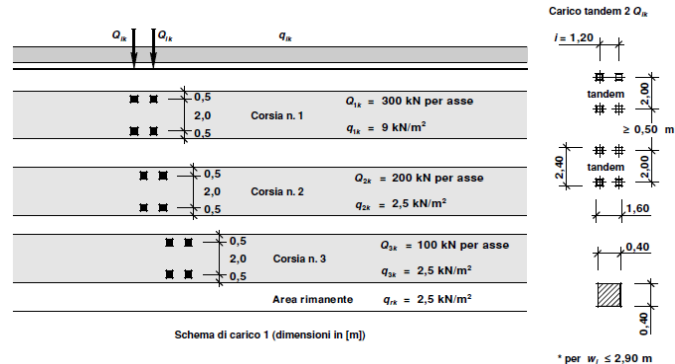 Carico tandem 2 Qik
Qik Qik qik
i = 1,20
0,5
2,0
0,5
Corsia n. 1
Q1k = 300 kN per asse
q1k = 9 kN/m²
0,5
2,0
0,5
Corsia n. 2
Q2k = 200 kN per asse
q2k = 2,5 kN/m²
0,5
2,0
0,5
Corsia n. 3
Q3k = 100 kN per asse
q3k = 2,5 kN/m²
Area rimanente qrk = 2,5 kN/m²
Schema di carico 1 (dimensioni in [m])
tandem
2,00
≥ 0,50 m
tandem
2,00
2,40
1,60
0,40
0,40
* per wl ≤ 2,90 m